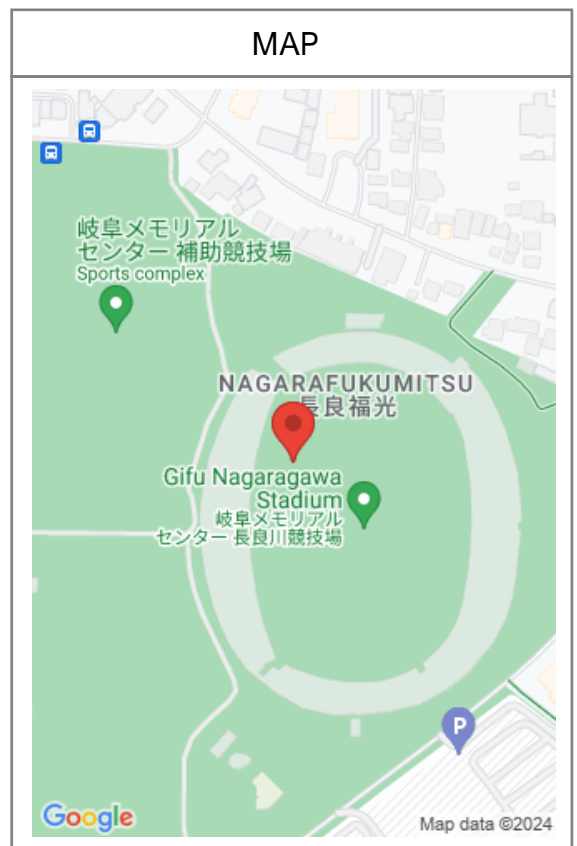 MAP
岐阜メモリアル
センター 補助競技場
Sports complex
NAGARAFUKUMITSU
長良福光
Gifu Nagaragawa
Stadium
岐阜メモリアル
センター 長良川競技場
P
Google
Map data ©2024